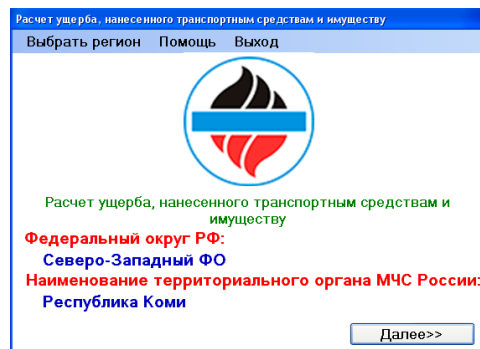 Расчет ущерба, нанесенного транспортным средствам и имуществу
Выбрать регион Помощь Выход
Расчет ущерба, нанесенного транспортным средствам и
имуществу
Федеральный округ РФ:
Северо-Западный ФО
Наименование территориального органа МЧС России:
Республика Коми
Далее>>